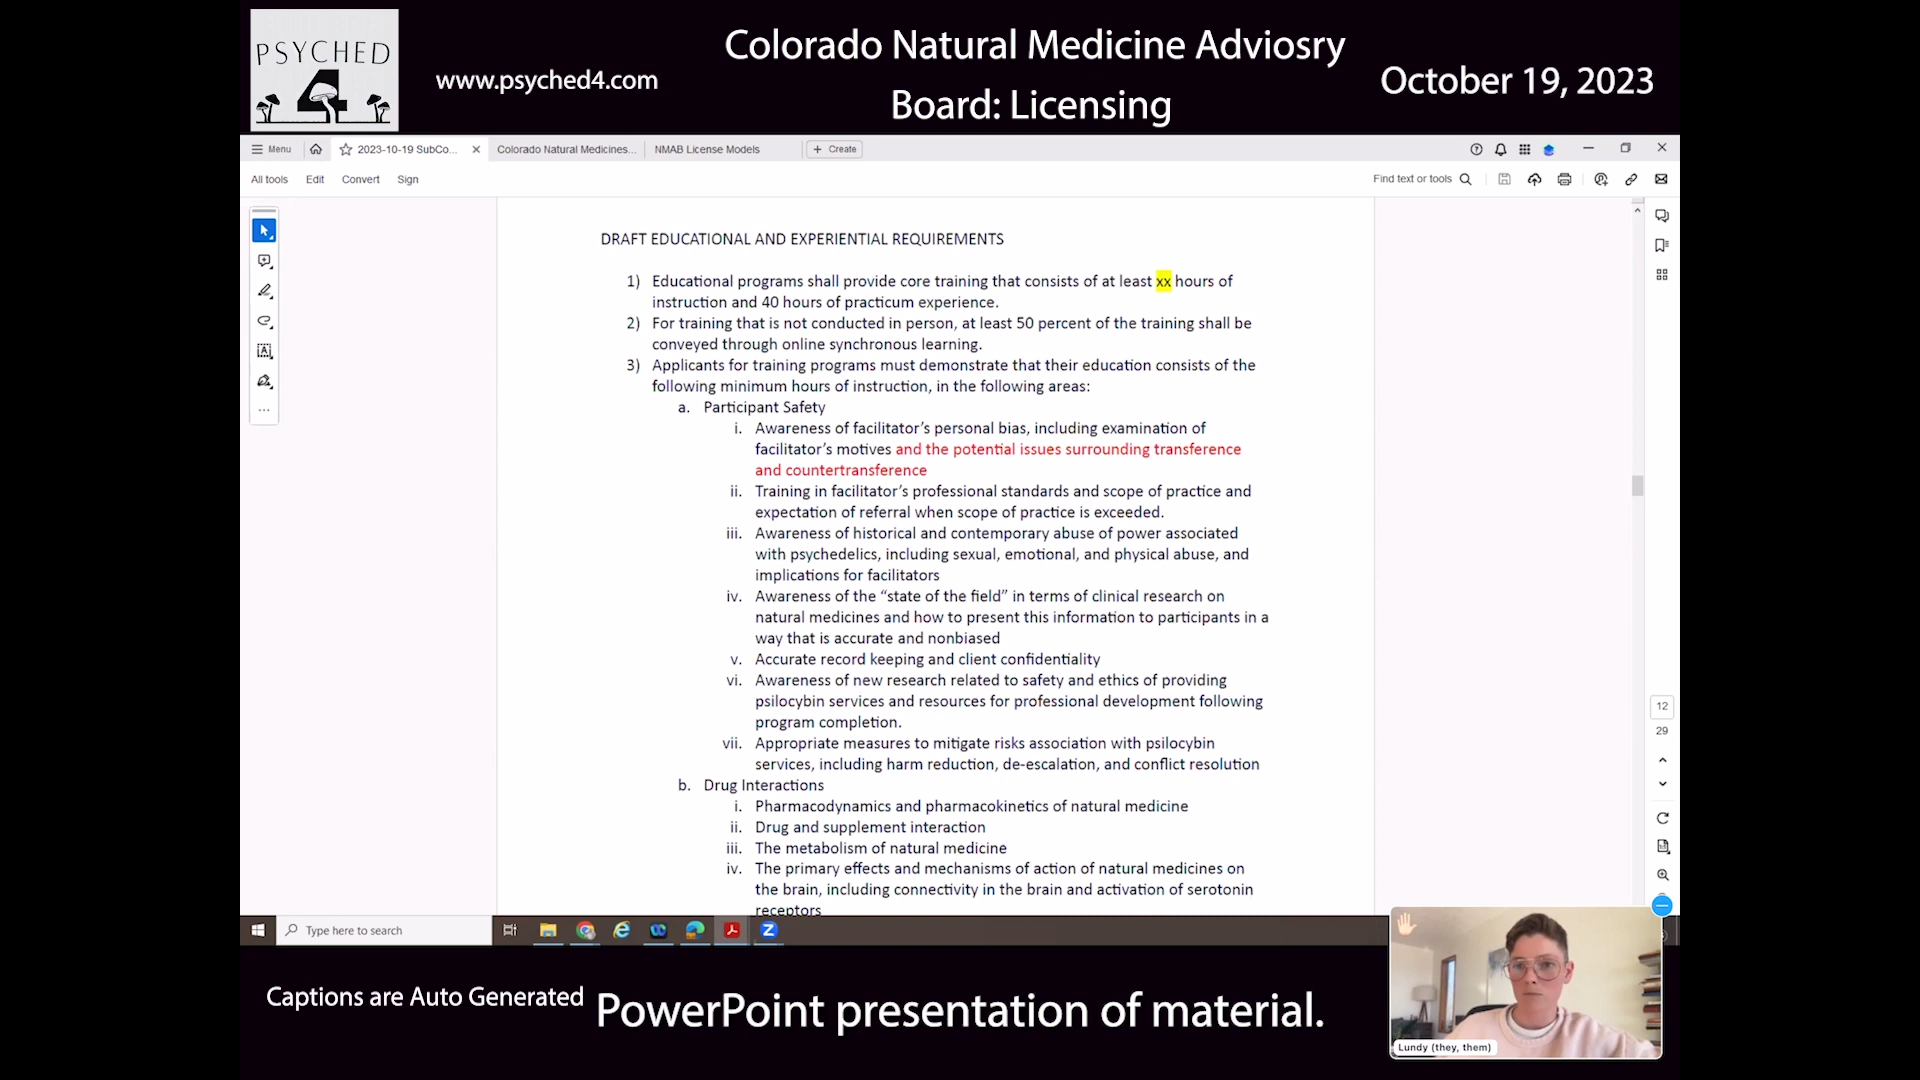 PSYCHED
4
www.psyched4.com
Colorado Natural Medicine Adviosry
Board: Licensing
October 19, 2023
Menu
2023-10-19 SubCo...
Colorado Natural Medicines...
NMAB License Models
Create
All tools
Edit
Convert
Sign
Find text or tools
DRAFT EDUCATIONAL AND EXPERIENTIAL REQUIREMENTS
1) Educational programs shall provide core training that consists of at least xx hours of
instruction and 40 hours of practicum experience.
2) For training that is not conducted in person, at least 50 percent of the training shall be
conveyed through online synchronous learning.
3) Applicants for training programs must demonstrate that their education consists of the
following minimum hours of instruction, in the following areas:
a. Participant Safety
i. Awareness of facilitator's personal bias, including examination of
facilitator's motives and the potential issues surrounding transference
and countertransference
ii. Training in facilitator's professional standards and scope of practice and
expectation of referral when scope of practice is exceeded.
iii. Awareness of historical and contemporary abuse of power associated
with psychedelics, including sexual, emotional, and physical abuse, and
implications for facilitators
iv. Awareness of the “state of the field” in terms of clinical research on
natural medicines and how to present this information to participants in a
way that is accurate and nonbiased
v. Accurate record keeping and client confidentiality
vi. Awareness of new research related to safety and ethics of providing
psilocybin services and resources for professional development following
program completion.
vii. Appropriate measures to mitigate risks association with psilocybin
services, including harm reduction, de-escalation, and conflict resolution
b. Drug Interactions
i. Pharmacodynamics and pharmacokinetics of natural medicine
ii. Drug and supplement interaction
iii. The metabolism of natural medicine
iv. The primary effects and mechanisms of action of natural medicines on
the brain, including connectivity in the brain and activation of serotonin
receptors
12
29
Type here to search
Lundy (they, them)
Captions are Auto Generated
PowerPoint presentation of material.